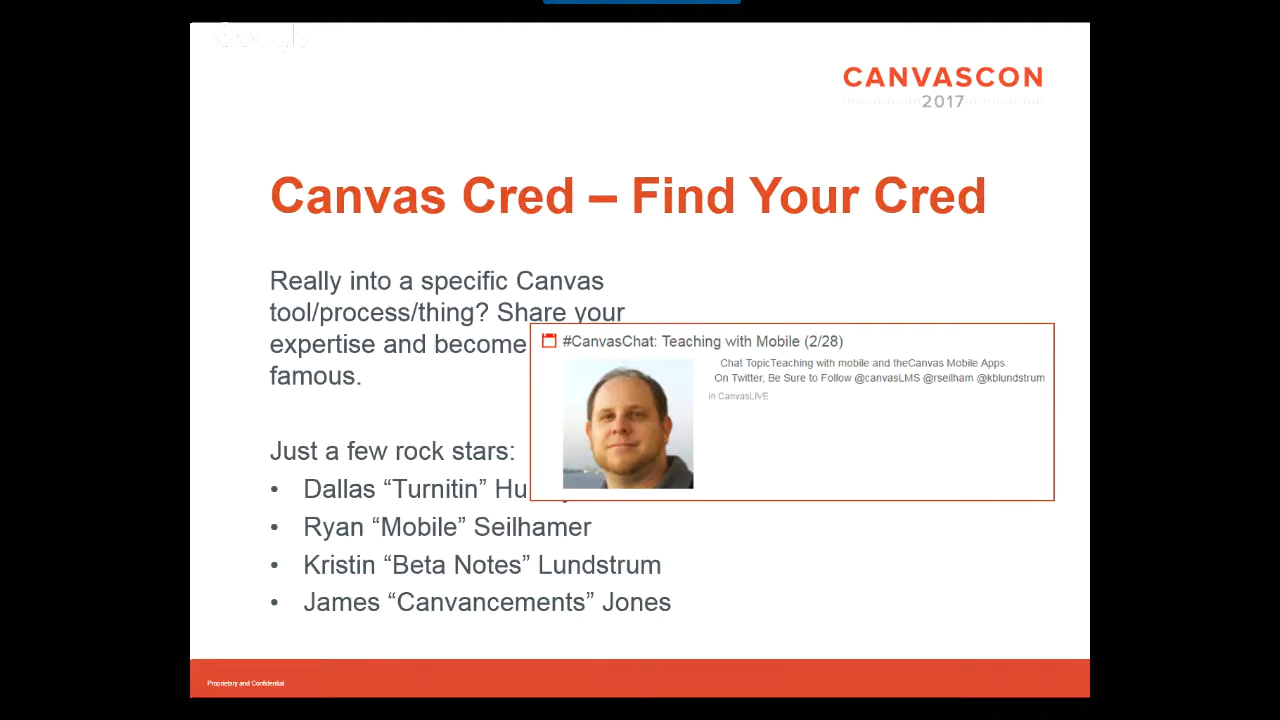 CANVASCON
2017
Canvas Cred – Find Your Cred
Really into a specific Canvas
tool/process/thing? Share your
expertise and become
famous.
#CanvasChat: Teaching with Mobile (2/28)
Chat TopicTeaching with mobile and theCanvas Mobile Apps.
On Twitter, Be Sure to Follow @canvasLMS @rseilham @kblundstrum
in CanvasLIVE
Just a few rock stars:
• Dallas “Turnitin”
• Ryan “Mobile” Seilhamer
• Kristin “Beta Notes” Lundstrum
• James “Canvancements” Jones
Proprietary and Confidential